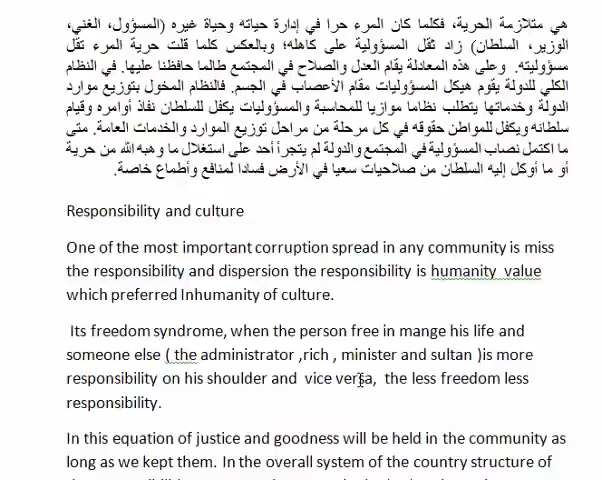 هي متلازمة الحرية، فكلما كان المرء حرا في إدارة حياته وحياة غيره (المسؤول، الغني،
الوزير، السلطان) زاد ثقل المسؤولية على كاهله؛ وبالعكس كلما قلت حرية المرء تقل
مسؤوليته. وعلى هذه المعادلة يقام العدل والصلاح في المجتمع طالما حافظنا عليها. في النظام
الكلي للدولة يقوم هيكل المسؤوليات مقام الأعصاب في الجسم. فالنظام المخول بتوزيع موارد
الدولة وخدماتها يتطلب نظاما موازيا للمحاسبة والمسؤوليات يكفل للسلطان نفاذ أوامره وقيام
سلطانه ويكفل للمواطن حقوقه في كل مرحلة من مراحل توزيع الموارد والخدمات العامة. متى
ما اكتمل نصاب المسؤولية في المجتمع والدولة لم يتجرأ أحد على استغلال ما وهبه الله من حرية
أو ما أوكل إليه السلطان من صلاحيات سعيا في الأرض فسادا لمنافع وأطماع خاصة.
Responsibility and culture
One of the most important corruption spread in any community is miss
the responsibility and dispersion the responsibility is humanity value
which preferred Inhumanity of culture.
Its freedom syndrome, when the person free in mange his life and
someone else ( the administrator ,rich , minister and sultan )is more
responsibility on his shoulder and vice versa, the less freedom less
responsibility.
In this equation of justice and goodness will be held in the community as
long as we kept them. In the overall system of the country structure of